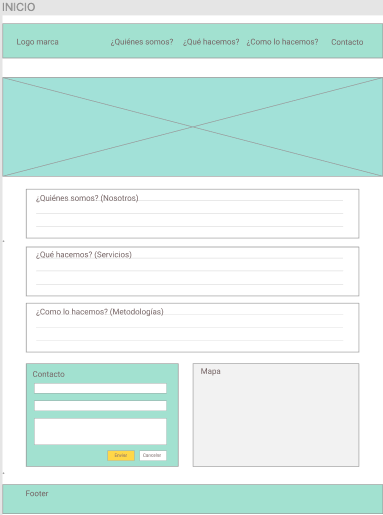 INICIO
Logo marca ¿Quiénes somos? ¿Qué hacemos? ¿Como lo hacemos? Contacto
¿Quiénes somos? (Nosotros)
¿Qué hacemos? (Servicios)
¿Como lo hacemos? (Metodologías)
Contacto
Enviar Cancelar
Mapa
Footer